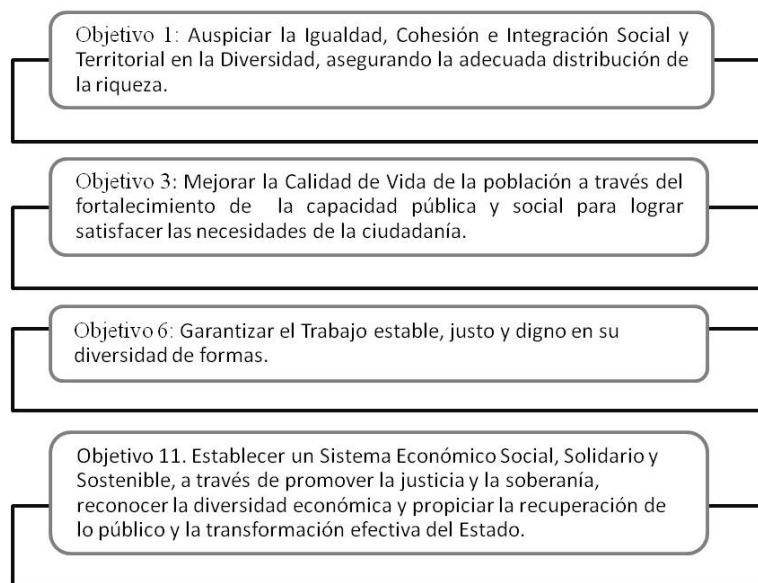 Objetivo 1: Auspiciar la Igualdad, Cohesión e Integración Social y
Territorial en la Diversidad, asegurando la adecuada distribución de
la riqueza.
Objetivo 3: Mejorar la Calidad de Vida de la población a través del
fortalecimiento de la capacidad pública y social para lograr
satisfacer las necesidades de la ciudadanía.
Objetivo 6: Garantizar el Trabajo estable, justo y digno en su
diversidad de formas.
Objetivo 11. Establecer un Sistema Económico Social, Solidario y
Sostenible, a través de promover la justicia y la soberanía,
reconocer la diversidad económica y propiciar la recuperación de
lo público y la transformación efectiva del Estado.